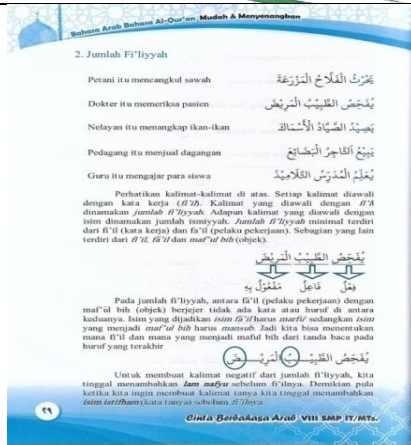 Bahasa Arab Bahasa Al-Qur'an Mudah & Menyenangkan
2. Jumlah Fi'liyyah
Petani itu mencangkul sawah يَحْرُثُ الْفَلَّاحُ الْمَزْرَعَةَ
Dokter itu memeriksa pasien يُفَحِّصُ الطَّبِيْبُ الْمَرِيْضَ
Nelayan itu menangkap ikan-ikan يَصِيْدُ الصَّيَّادُ الْأَسْمَاكَ
Pedagang itu menjual dagangan يَبِيْعُ التَّاجِرُ الْبَضَائِعَ
Guru itu mengajar para siswa يُعَلِّمُ الْمُدَرِّسُ التَّلَامِيْذَ
Perhatikan kalimat-kalimat di atas. Setiap kalimat diawali
dengan kata kerja (fi'il). Kalimat yang diawali dengan fi'il
dinamakan jumlah fi'liyyah. Adapun kalimat yang diawali dengan
isim dinamakan jumlah ismiyyah. Jumlah fi'liyyah minimal terdiri
dari fi'il (kata kerja) dan fa'il (pelaku pekerjaan). Sebagian yang lain
terdiri dari fi'il, fā'il dan maf'ul bih (objek).
يُفَحِّصُ الطَّبِيْبُ الْمَرِيْضَ
فِعْلٌ فَاعِلٌ مَفْعُوْلٌ بِهِ
Pada jumlah fi'liyyah, antara fā'il (pelaku pekerjaan) dengan
maf'ūl bih (objek) berjejer tidak ada kata atau huruf di antara
keduanya. Isim yang dijadikan isim fā'il harus marfu' sedangkan isim
yang menjadi maf'ul bih harus mansub. Jadi kita bisa menentukan
mana fi'il dan mana yang menjadi maful bih dari tanda baca pada
huruf yang terakhir
يُفَحِّصُ الطَّبِيْبُ الْمَرِيْضَ
Untuk membuat kalimat negatif dari jumlah fi'liyyah, kita
tinggal menambahkan lam nafyu sebelum fi'ilnya. Demikian pula
ketika kita ingin membuat kalimat tanya kita tinggal menambahkan
isim istifham (kata tanya) sebelum fi'ilnya.
٢٩
Cinta Berbahasa Arab VIII SMP IT/MTs.